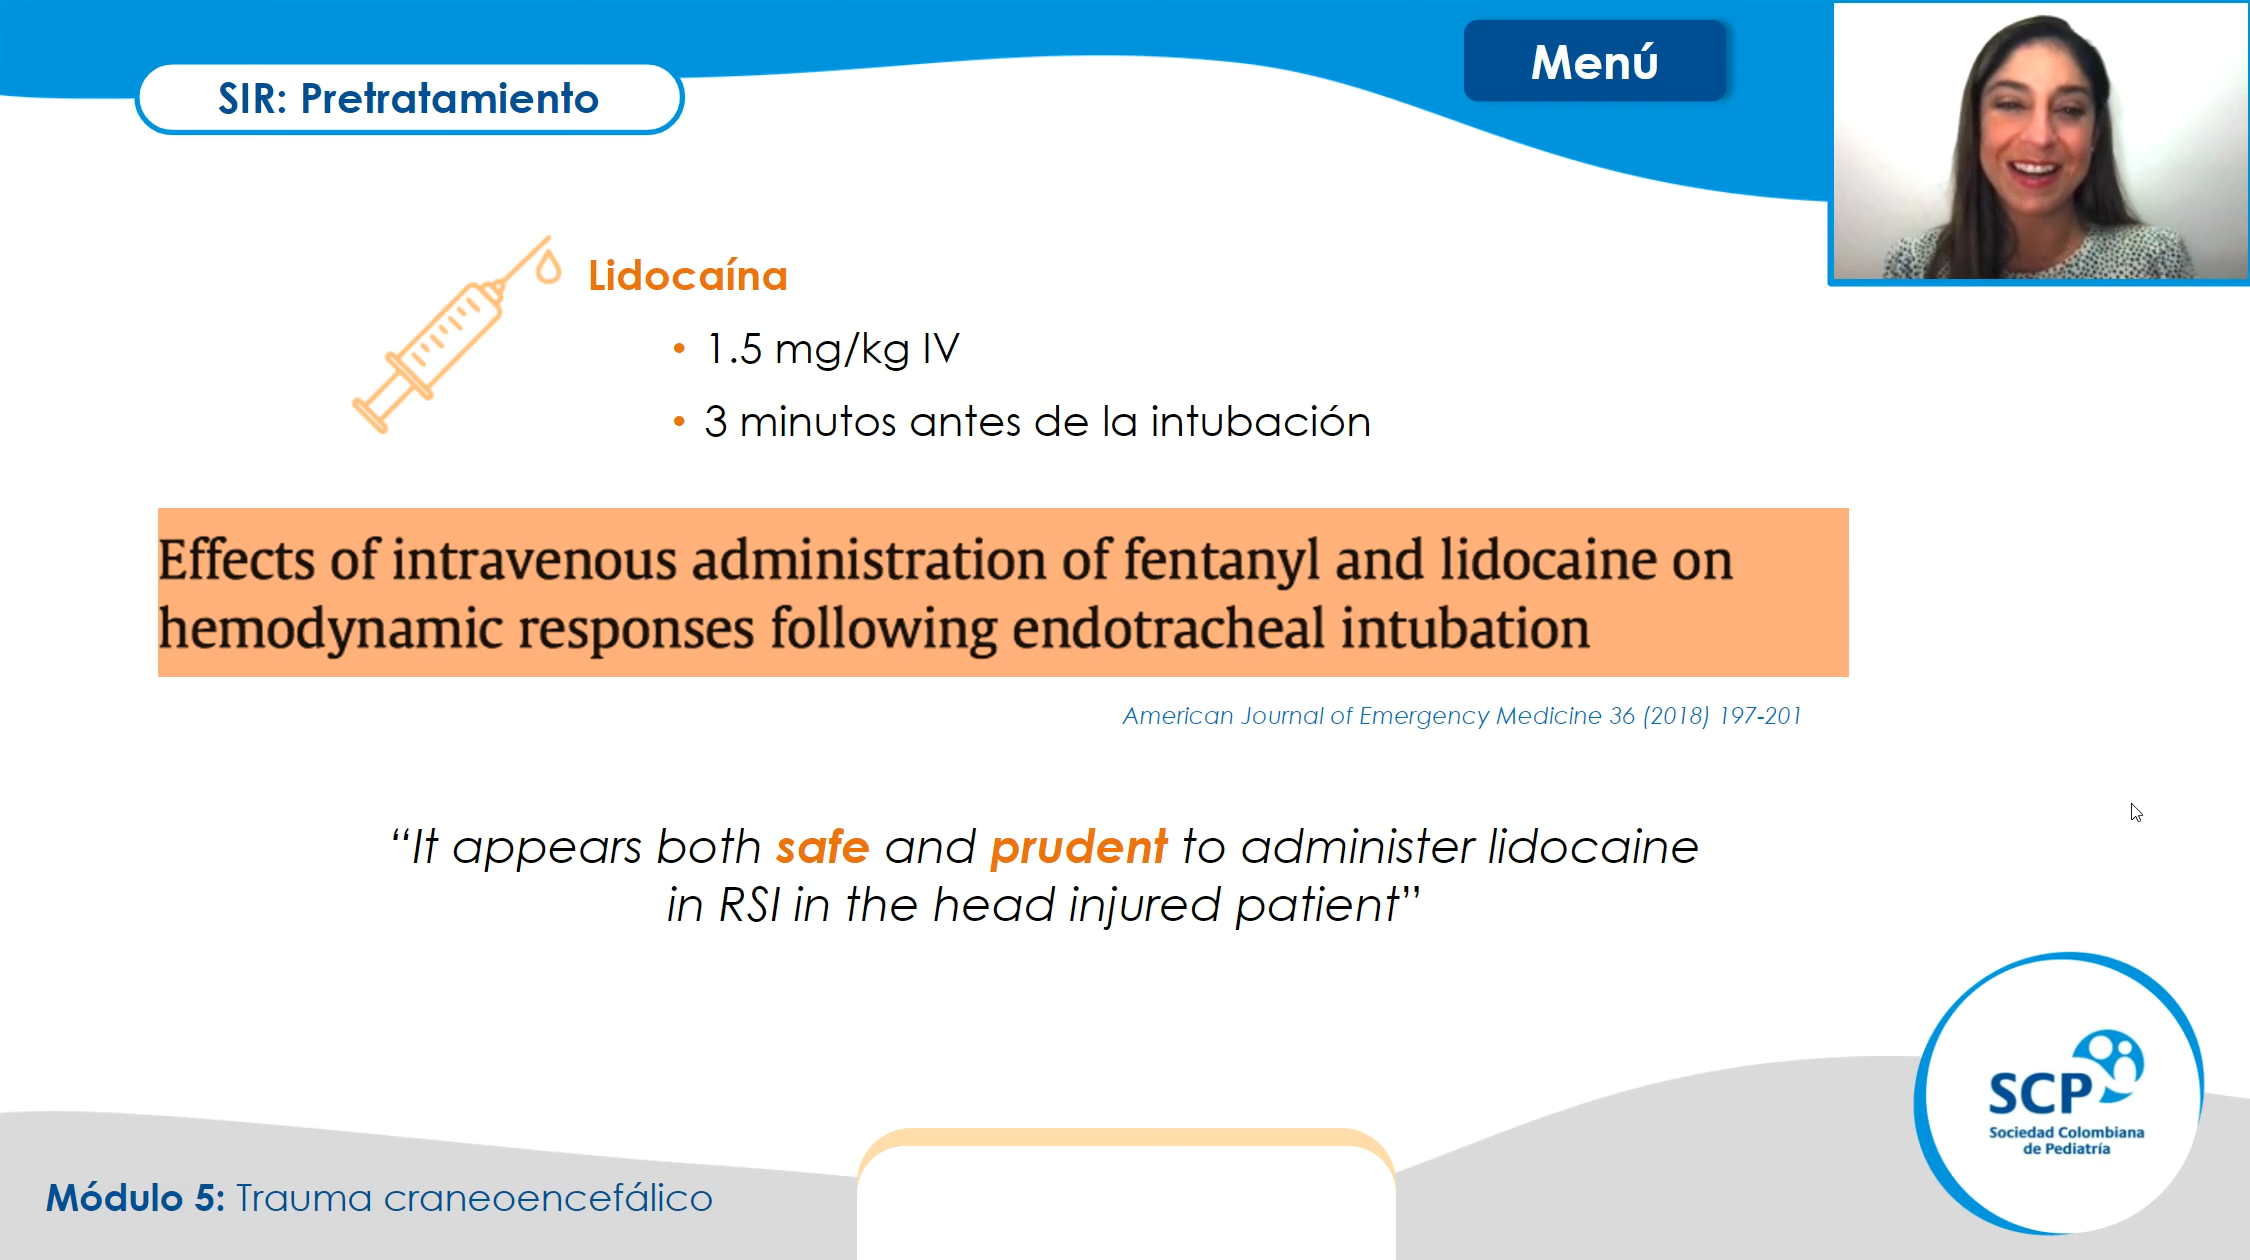 SIR: Pretratamiento
Menú
Lidocaína
• 1.5 mg/kg IV
• 3 minutos antes de la intubación
Effects of intravenous administration of fentanyl and lidocaine on
hemodynamic responses following endotracheal intubation
American Journal of Emergency Medicine 36 (2018) 197-201
“It appears both safe and prudent to administer lidocaine
in RSI in the head injured patient”
SCP
Sociedad Colombiana
de Pediatría
Módulo 5: Trauma craneoencefálico